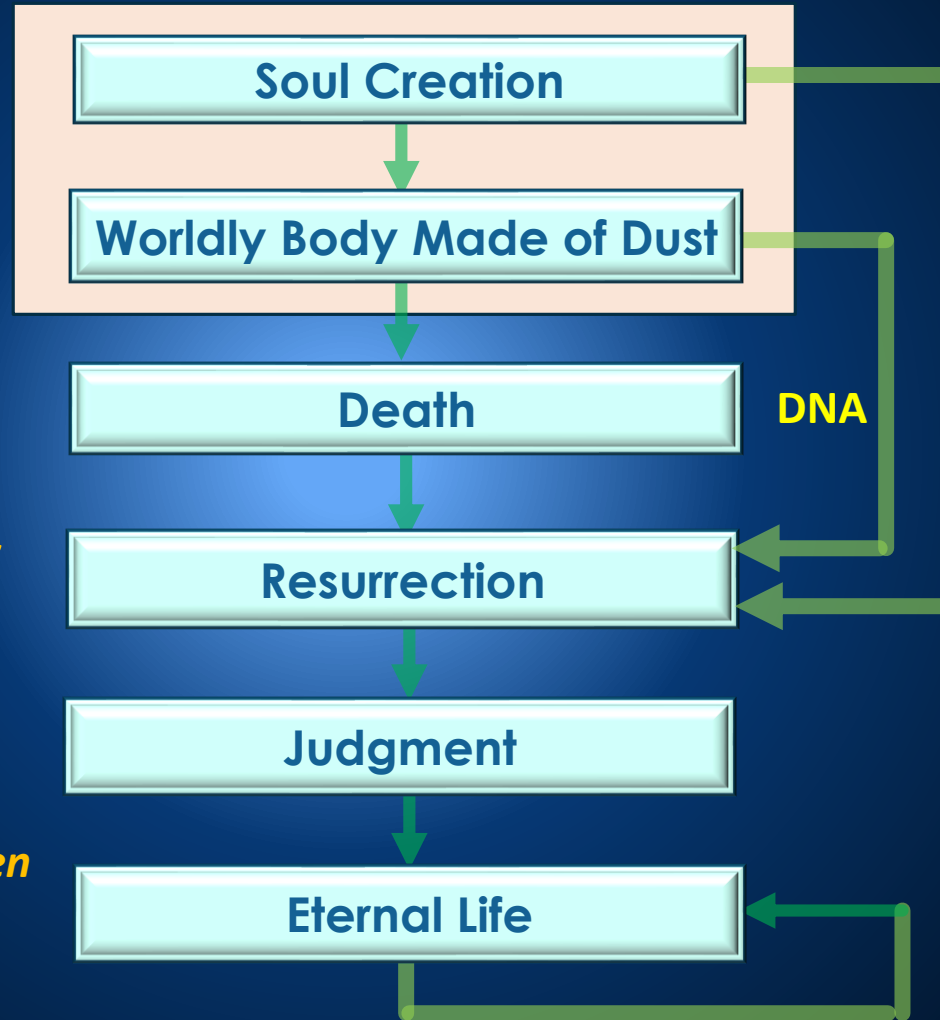 Soul Creation
Worldly Body Made of Dust
Death
DNA
Resurrection
Judgment
Eternal Life